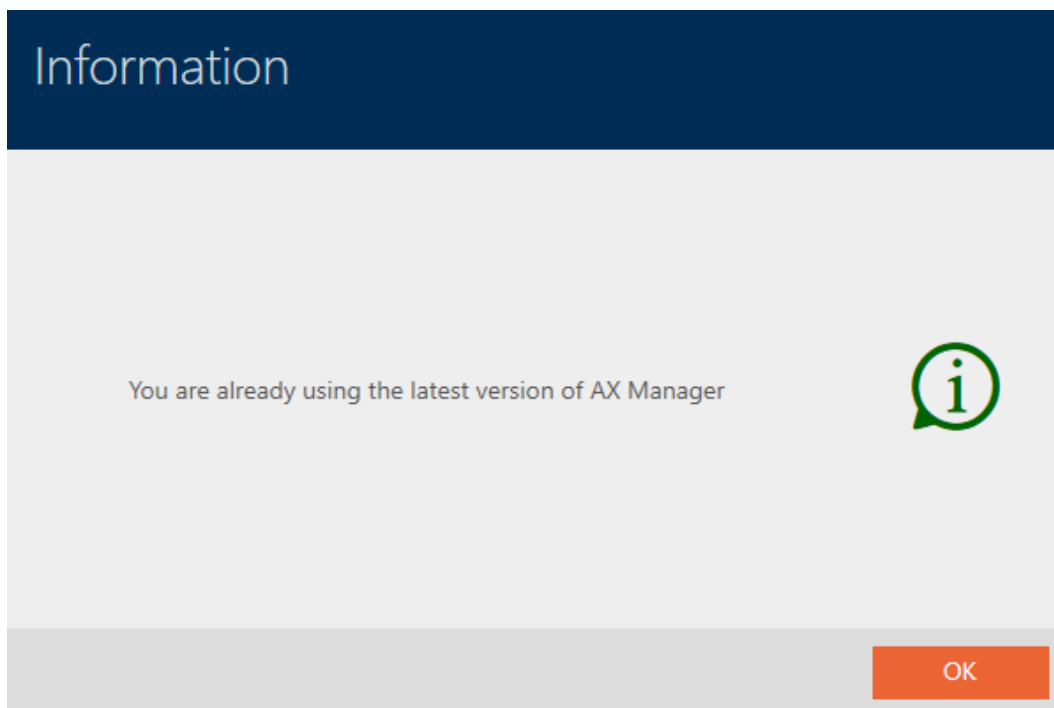 Information
You are already using the latest version of AX Manager
i
OK